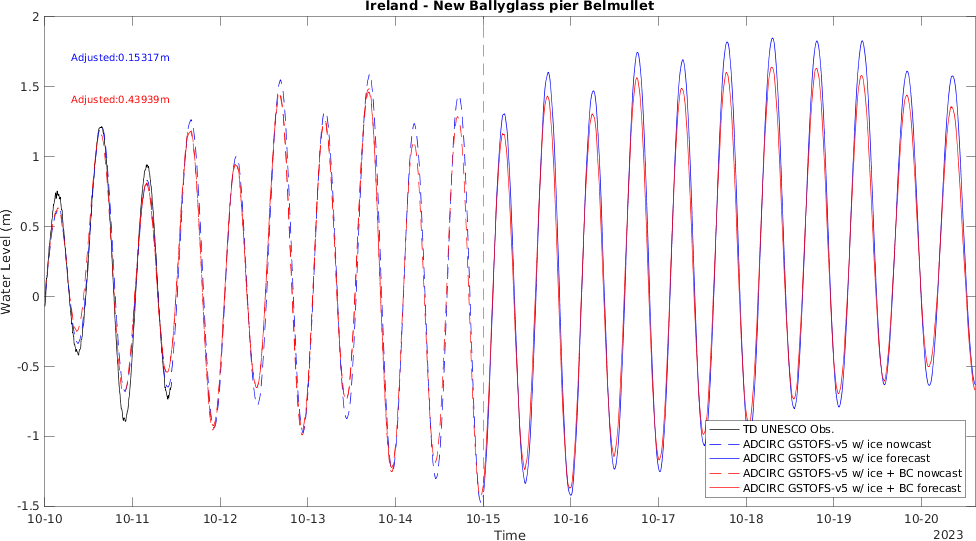 Ireland - New Ballyglass pier Belmullet
Adjusted:0.15317m
Adjusted:0.43939m
Water Level (m)
2
1.5
1
0.5
0
-0.5
-1
-1.5
TD UNESCO Obs.
ADCIRC GSTOFS-v5 w/ ice nowcast
ADCIRC GSTOFS-v5 w/ ice forecast
ADCIRC GSTOFS-v5 w/ ice + BC nowcast
ADCIRC GSTOFS-v5 w/ ice + BC forecast
10-10 10-11 10-12 10-13 10-14 10-15 10-16 10-17 10-18 10-19 10-20
Time
2023